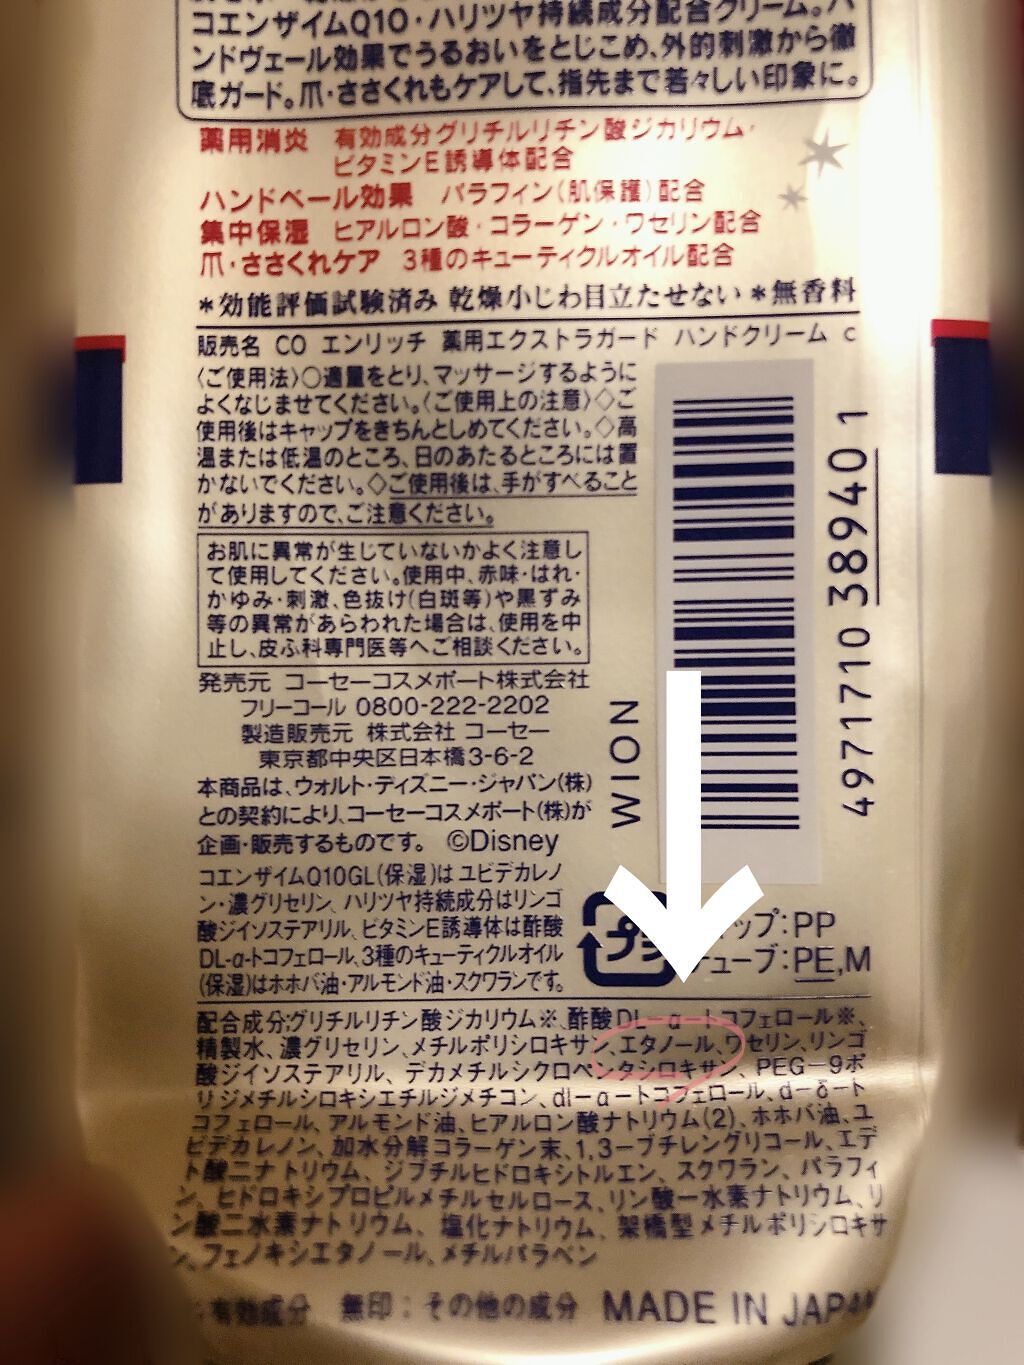 コエンザイムQ10・ハリツヤ持続成分配合クリーム。ハ
ンドヴェール効果でうるおいをとじこめ、外的刺激から徹
底ガード。爪・ささくれもケアして、指先まで若々しい印象に。
薬用消炎 有効成分グリチルリチン酸ジカリウム・
ビタミンE誘導体配合
ハンドベール効果 パラフィン(肌保護)配合
集中保湿 ヒアルロン酸・コラーゲン・ワセリン配合
爪・ささくれケア 3種のキューティクルオイル配合
*効能評価試験済み 乾燥小じわ目立たせない *無香料
販売名 CO エンリッチ 薬用エクストラガード ハンドクリーム c
〈ご使用法〉○適量をとり、マッサージするように
よくなじませてください。〈ご使用上の注意〉◇ご
使用後はキャップをきちんとしめてください。◇高
温または低温のところ、日のあたるところには置
かないでください。◇ご使用後は、手がすべること
がありますので、ご注意ください。
お肌に異常が生じていないかよく注意し
て使用してください。使用中、赤味・はれ・
かゆみ・刺激、色抜け(白斑等)や黒ずみ
等の異常があらわれた場合は、使用を中
止し、皮ふ科専門医等へご相談ください。
発売元 コーセーコスメポート株式会社
フリーコール 0800-222-2202
製造販売元 株式会社 コーセー
東京都中央区日本橋3-6-2
本商品は、ウォルト・ディズニー・ジャパン(株)
との契約により、コーセーコスメポート(株)が
企画・販売するものです。 ©Disney
コエンザイムQ10GL(保湿)は ユビデカレノ
ン・濃グリセリン、ハリツヤ持続成分はリンゴ
酸ジイソステアリル、ビタミンE誘導体は酢酸
DL-α-トコフェロール、3種のキューティクルオイル
(保湿)はホホバ油・アルモンド油・スクワランです。
WION
4971710 389401
プラ
ップ:PP
チューブ:PE,M
配合成分:グリチルリチン酸ジカリウム※、酢酸DL-α-トコフェロール※、
精製水、濃グリセリン、メチルポリシロキサン、エタノール、ワセリン、リンゴ
酸ジイソステアリル、デカメチルシクロペンタシロキサン、PEG-9ポ
リジメチルシロキシエチルジメチコン、dl-α-トコフェロール、d-δ-ト
コフェロール、アルモンド油、ヒアルロン酸ナトリウム(2)、ホホバ油、ユ
ビデカレノン、加水分解コラーゲン末、1,3-ブチレングリコール、エデ
ト酸二ナトリウム、ジブチルヒドロキシトルエン、スクワラン、パラフィ
ン、ヒドロキシプロピルメチルセルロース、リン酸一水素ナトリウム、リ
ン酸二水素ナトリウム、塩化ナトリウム、架橋型メチルポリシロキサ
ン、フェノキシエタノール、メチルパラベン
:有効成分 無印:その他の成分 MADE IN JAPAN